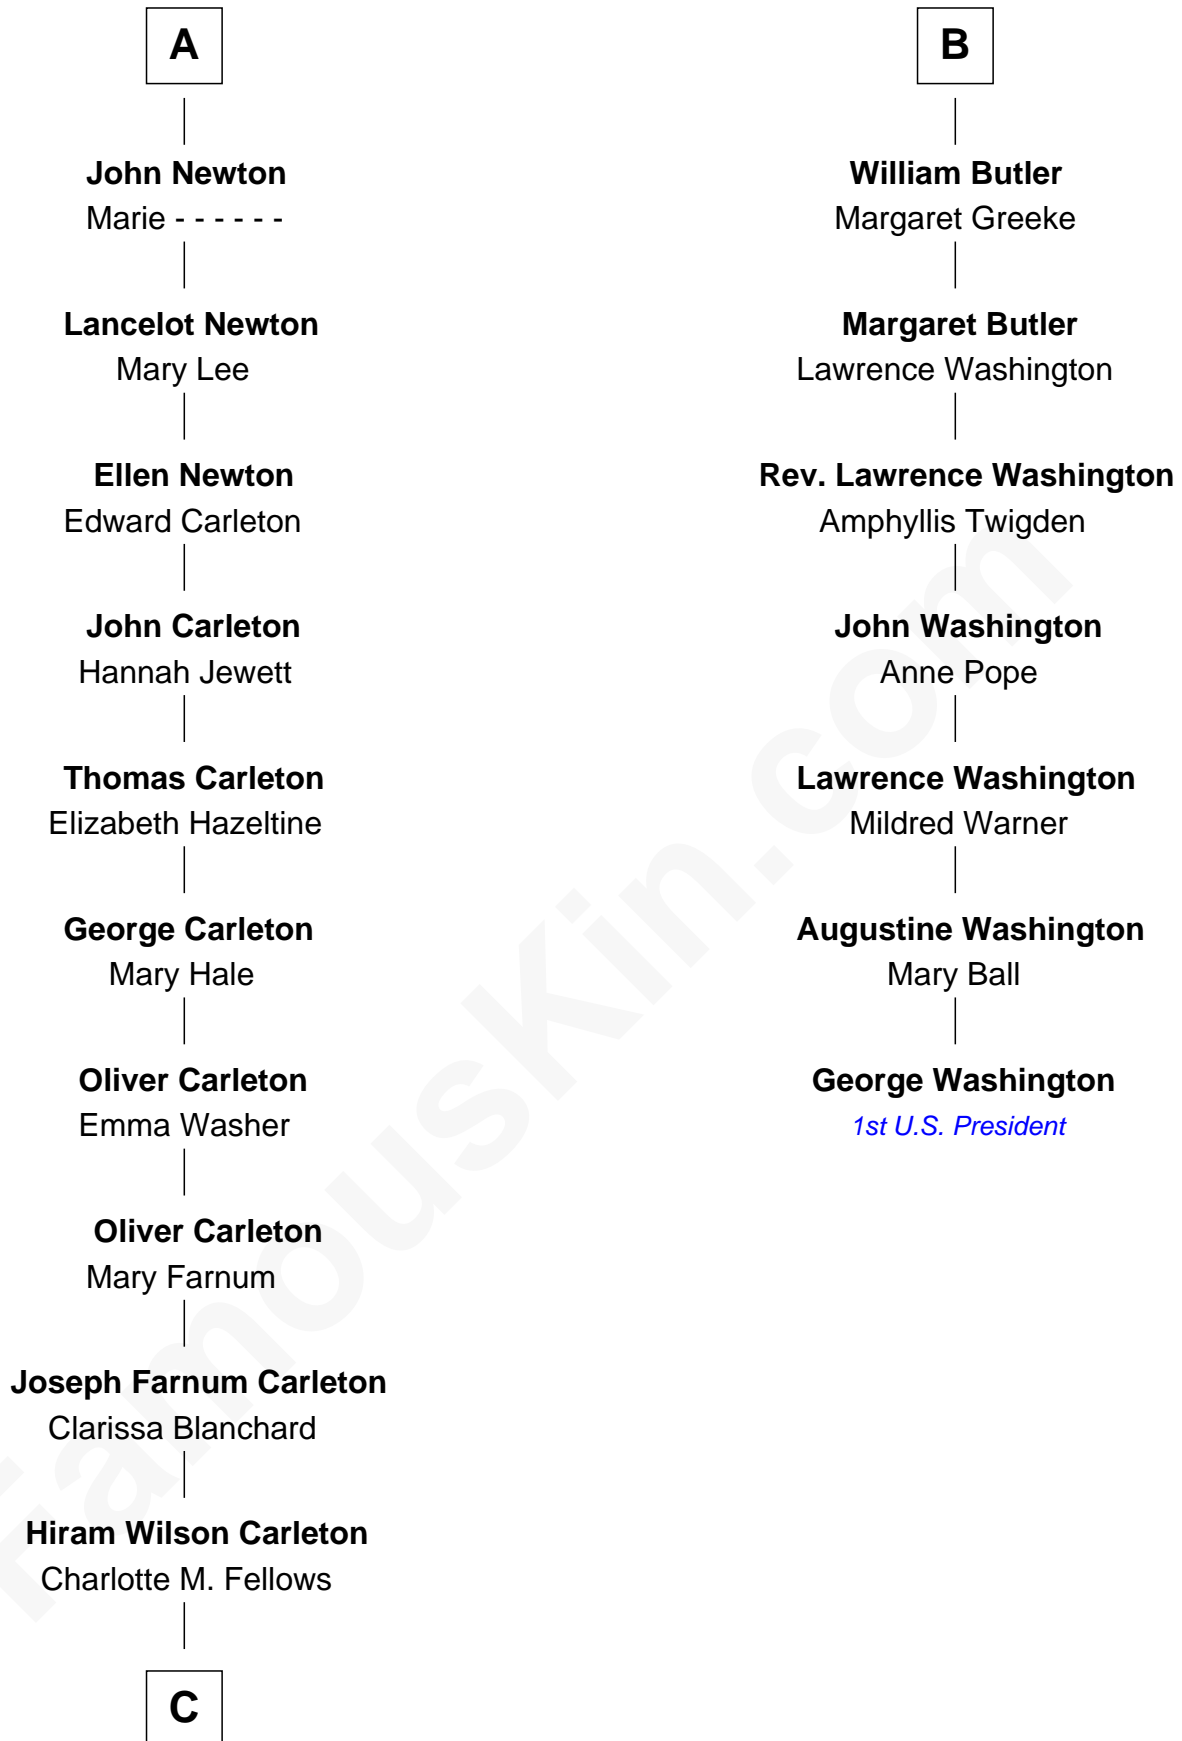 A
John Newton
Marie - - - - - -
Lancelot Newton
Mary Lee
Ellen Newton
Edward Carleton
John Carleton
Hannah Jewett
Thomas Carleton
Elizabeth Hazeltine
George Carleton
Mary Hale
Oliver Carleton
Emma Washer
Oliver Carleton
Mary Farnum
Joseph Farnum Carleton
Clarissa Blanchard
Hiram Wilson Carleton
Charlotte M. Fellows
C
B
William Butler
Margaret Greeke
Margaret Butler
Lawrence Washington
Rev. Lawrence Washington
Amphyllis Twigden
John Washington
Anne Pope
Lawrence Washington
Mildred Warner
Augustine Washington
Mary Ball
George Washington
1st U.S. President
FamousKin.com